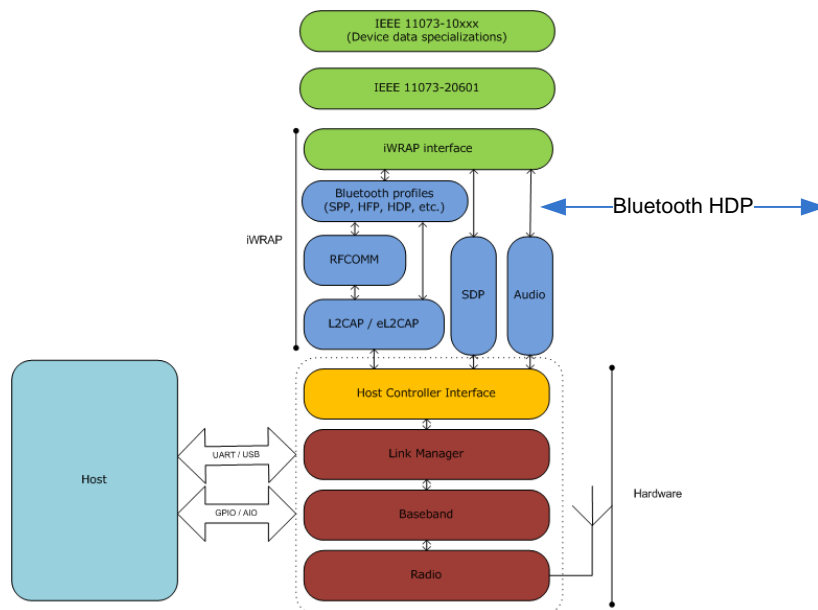 IEEE 11073-10xxx
(Device data specializations)
IEEE 11073-20601
iWRAP interface
Bluetooth profiles
(SPP, HFP, HDP, etc.)
Bluetooth HDP
iWRAP
RFCOMM
SDP
Audio
L2CAP / eL2CAP
Host Controller Interface
UART / USB
Link Manager
Host
Hardware
GPIO / AIO
Baseband
Radio